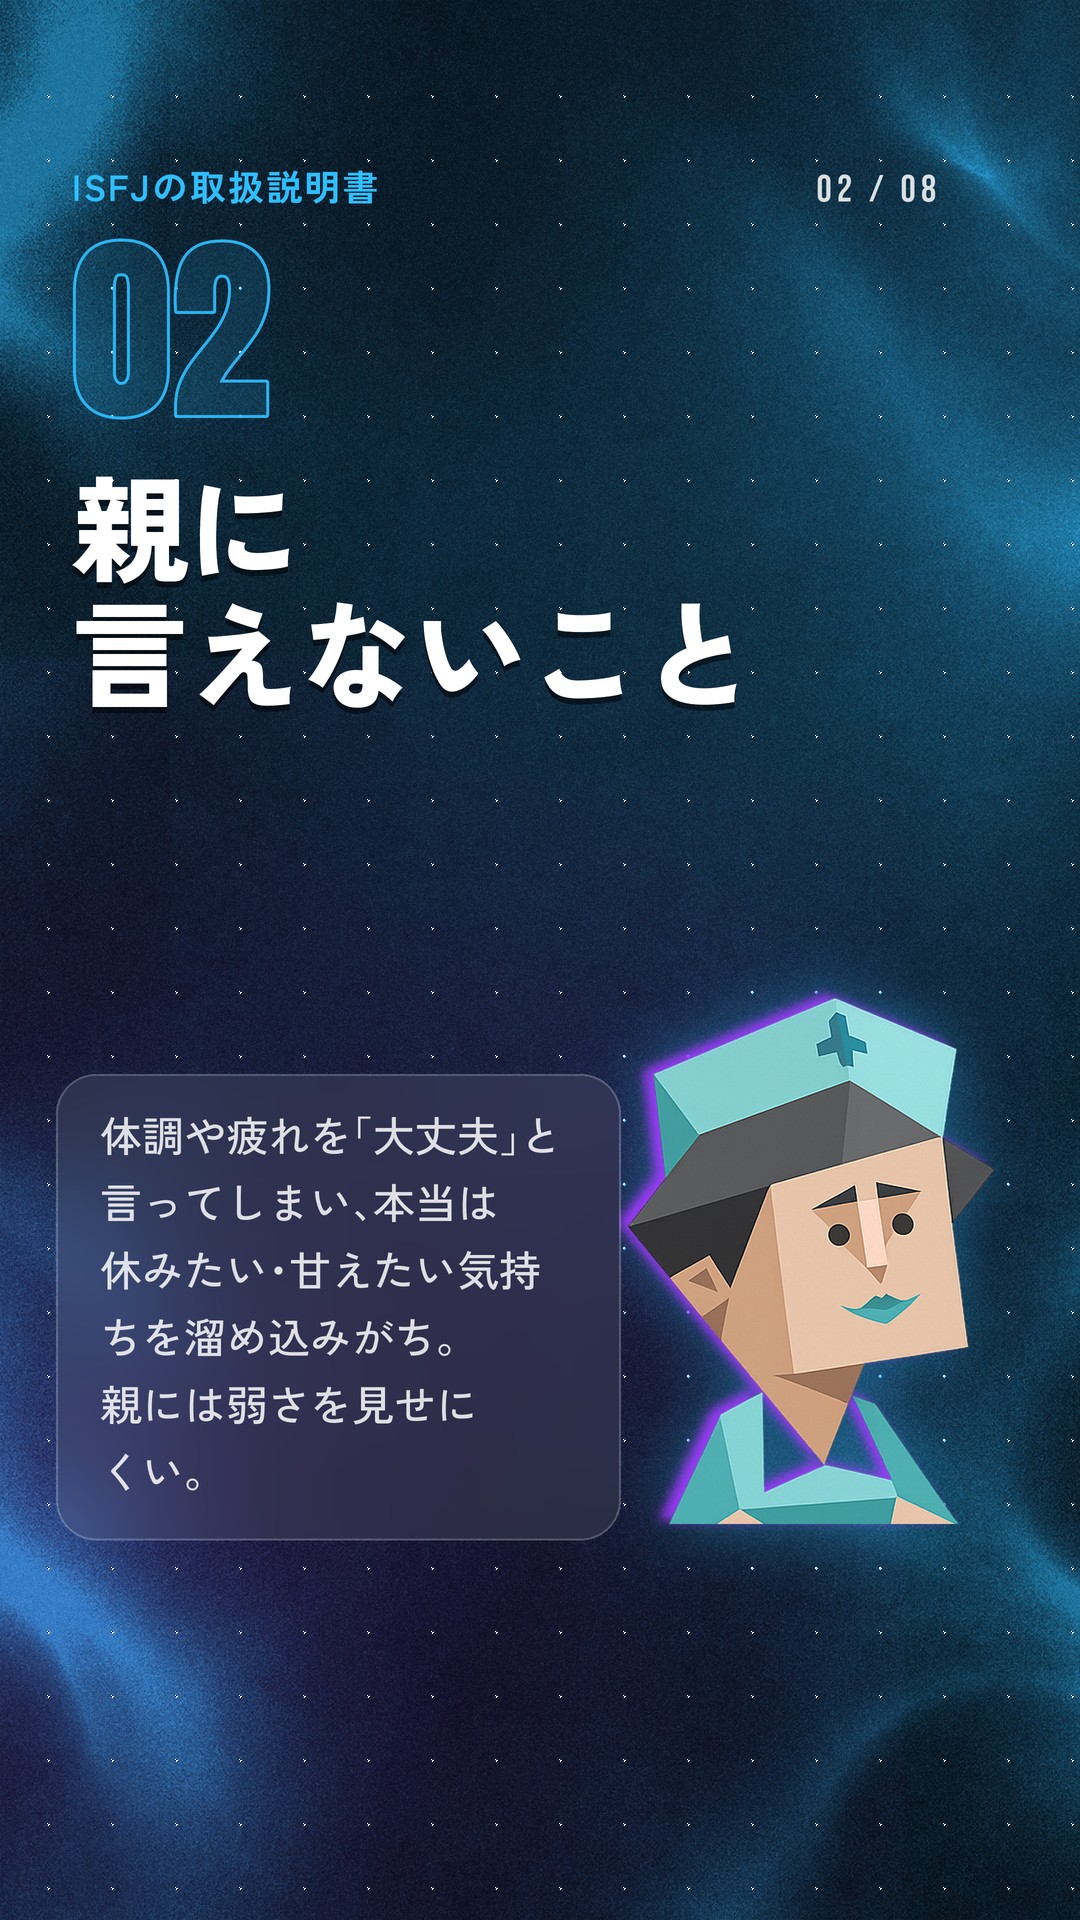 ISFJの取扱説明書
02 / 08
02
親に
言えないこと
体調や疲れを「大丈夫」と
言ってしまい、本当は
休みたい・甘えたい気持
ちを溜め込みがち。
親には弱さを見せに
くい。